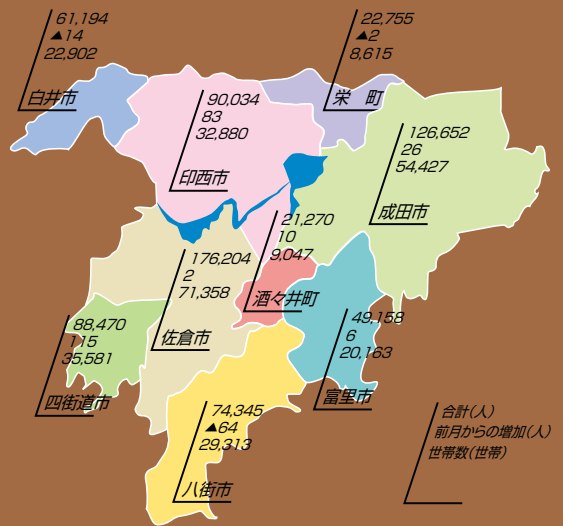 61,194
▲14
22,902
白井市
22,755
▲2
8,615
栄　町
90,034
83
32,880
印西市
126,652
26
54,427
成田市
21,270
10
9,047
酒々井町
176,204
2
71,358
佐倉市
88,470
115
35,581
四街道市
49,158
6
20,163
富里市
74,345
▲64
29,313
八街市
合計(人)
前月からの増加(人)
世帯数(世帯)